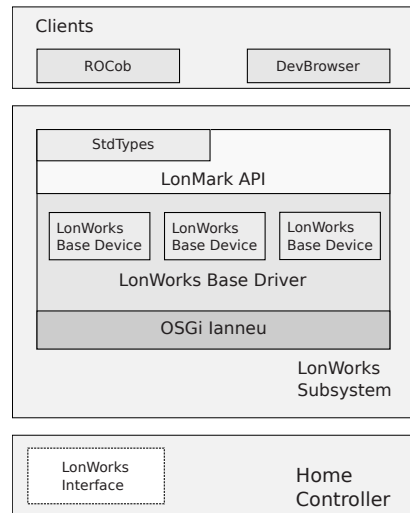 Clients
ROCob
DevBrowser
StdTypes
LonMark API
LonWorks
Base Device
LonWorks
Base Device
LonWorks
Base Device
LonWorks Base Driver
OSGi Ianneu
LonWorks
Subsystem
LonWorks
Interface
Home
Controller